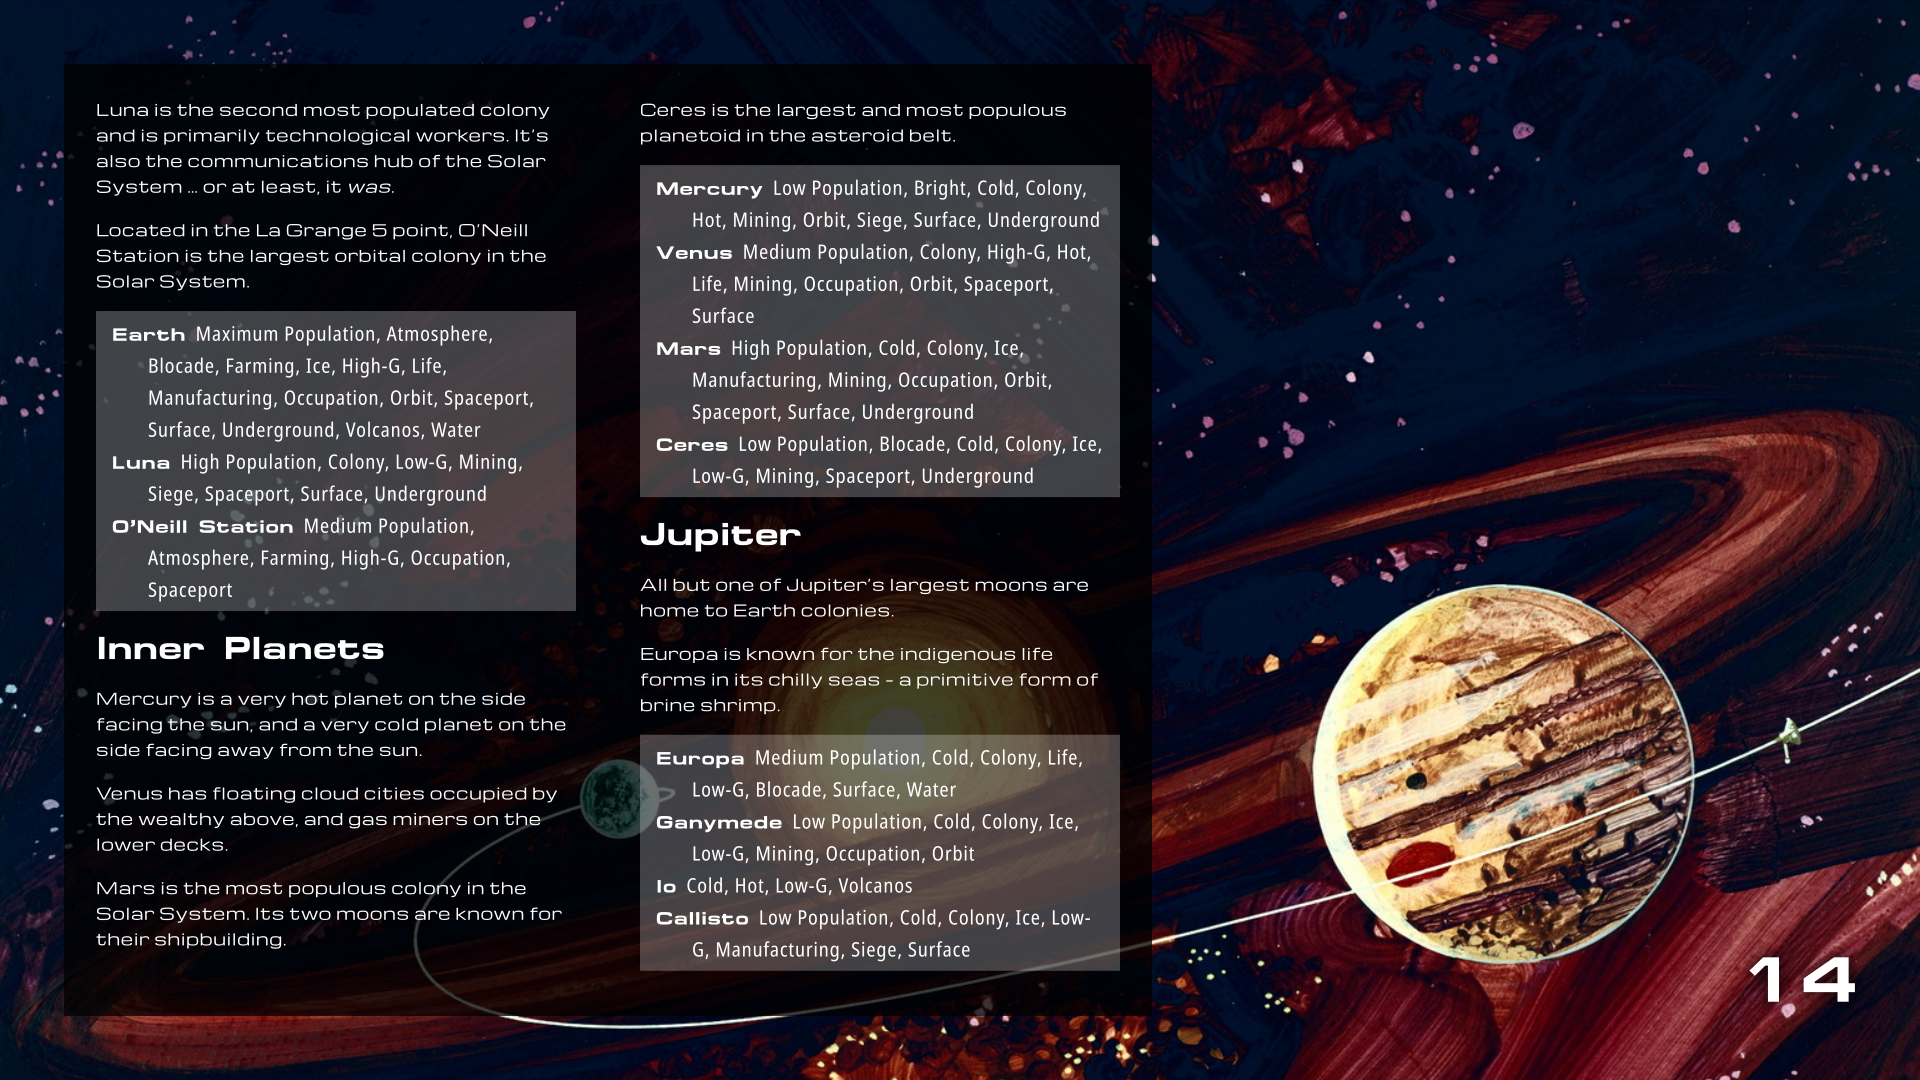 Luna is the second most populated colony
and is primarily technological workers. It's
also the communications hub of the Solar
System … or at least, it was.
Located in the La Grange 5 point, O'Neill
Station is the largest orbital colony in the
Solar System.
Earth Maximum Population, Atmosphere,
Blocade, Farming, Ice, High-G, Life,
Manufacturing, Occupation, Orbit, Spaceport,
Surface, Underground, Volcanos, Water
Luna High Population, Colony, Low-G, Mining,
Siege, Spaceport, Surface, Underground
O'Neill Station Medium Population,
Atmosphere, Farming, High-G, Occupation,
Spaceport
Inner Planets
Mercury is a very hot planet on the side
facing the sun, and a very cold planet on the
side facing away from the sun.
Venus has floating cloud cities occupied by
the wealthy above, and gas miners on the
lower decks.
Mars is the most populous colony in the
Solar System. Its two moons are known for
their shipbuilding.
Ceres is the largest and most populous
planetoid in the asteroid belt.
Mercury Low Population, Bright, Cold, Colony,
Hot, Mining, Orbit, Siege, Surface, Underground
Venus Medium Population, Colony, High-G, Hot,
Life, Mining, Occupation, Orbit, Spaceport,
Surface
Mars High Population, Cold, Colony, Ice,
Manufacturing, Mining, Occupation, Orbit,
Spaceport, Surface, Underground
Ceres Low Population, Blocade, Cold, Colony, Ice,
Low-G, Mining, Spaceport, Underground
Jupiter
All but one of Jupiter's largest moons are
home to Earth colonies.
Europa is known for the indigenous life
forms in its chilly seas – a primitive form of
brine shrimp.
Europa Medium Population, Cold, Colony, Life,
Low-G, Blocade, Surface, Water
Ganymede Low Population, Cold, Colony, Ice,
Low-G, Mining, Occupation, Orbit
Io Cold, Hot, Low-G, Volcanos
Callisto Low Population, Cold, Colony, Ice, Low-
G, Manufacturing, Siege, Surface
14